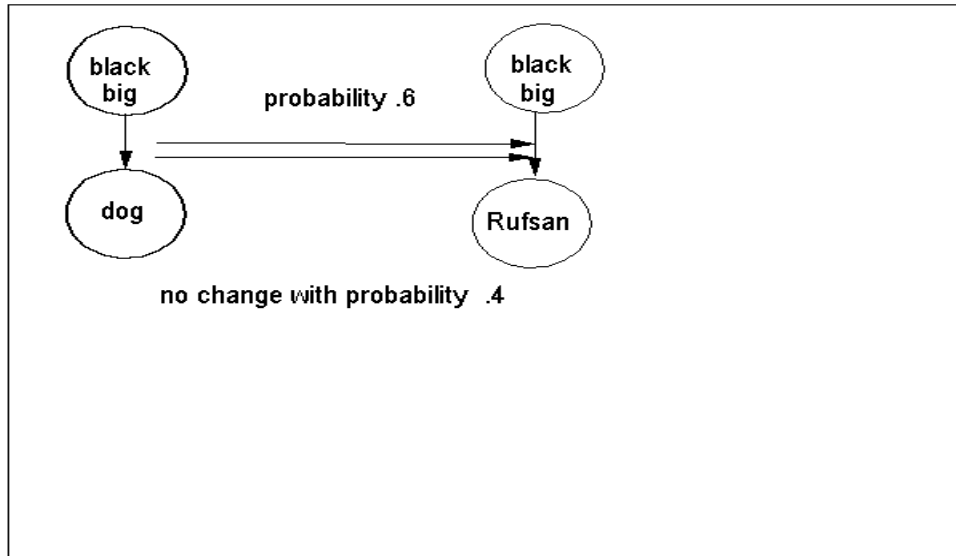 black
big
black
big
probability .6
dog
Rufsan
no change with probability .4